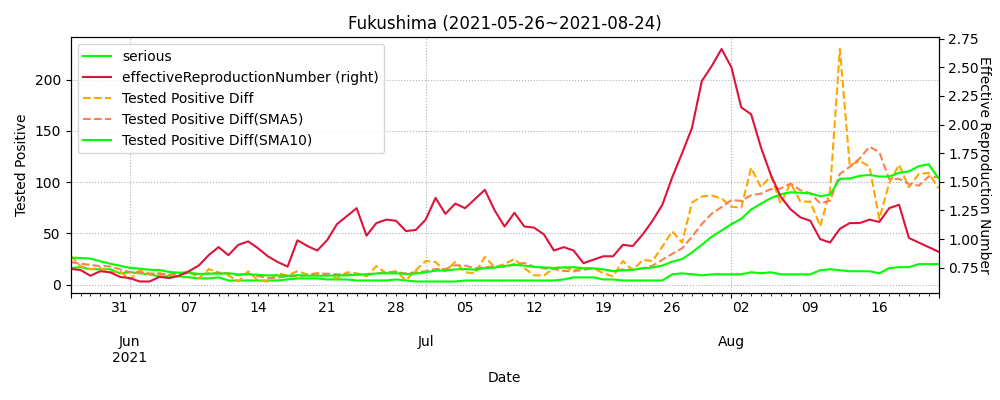 Fukushima (2021-05-26~2021-08-24)
serious
effectiveReproductionNumber (right)
Tested Positive Diff
Tested Positive Diff(SMA5)
Tested Positive Diff(SMA10)
Tested Positive
200
150
100
50
0
2.75
2.50
2.25
2.00
1.75
1.50
1.25
1.00
0.75
Effective Reproduction Number
31 07 14 21 28 05 12 19 26 02 09 16
Jun Jul Aug
2021
Date